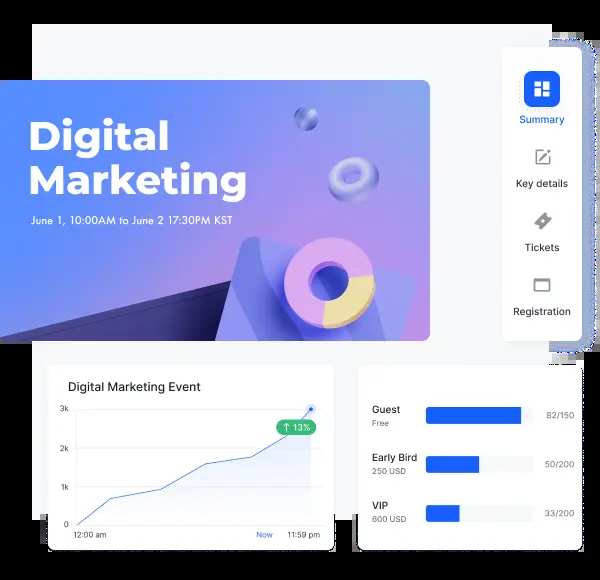 Digital
Marketing
June 1, 10:00AM to June 2 17:30PM KST
Summary
Key details
Tickets
Registration
Digital Marketing Event
3k
↑ 13%
2k
1k
0
12:00 am
Now
11:59 pm
Guest
Free
82/150
Early Bird
250 USD
50/200
VIP
600 USD
33/200